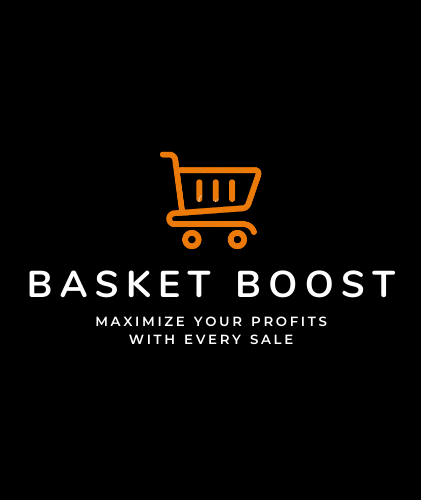 BASKET BOOST
MAXIMIZE YOUR PROFITS
WITH EVERY SALE